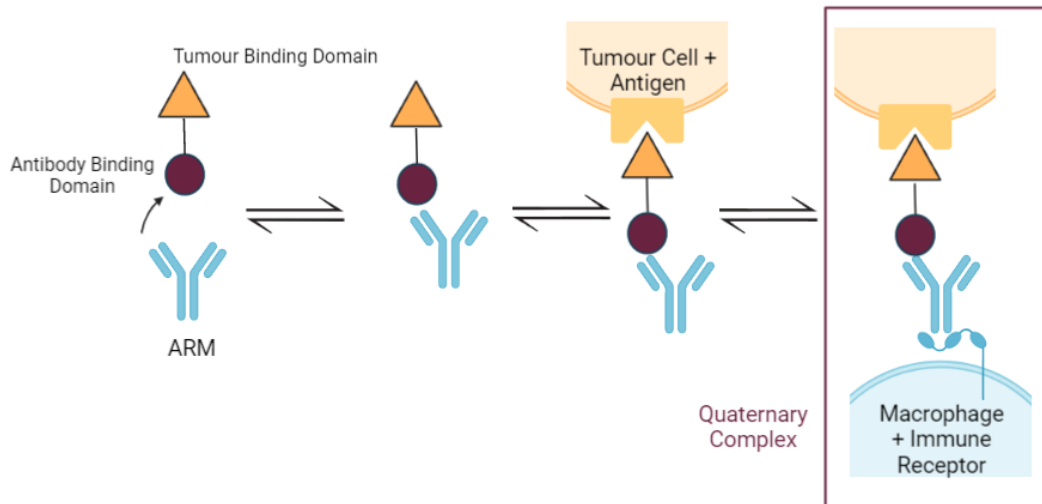 Tumour Binding Domain
Antibody Binding
Domain
ARM
Tumour Cell +
Antigen
Quaternary
Complex
Macrophage
+ Immune
Receptor